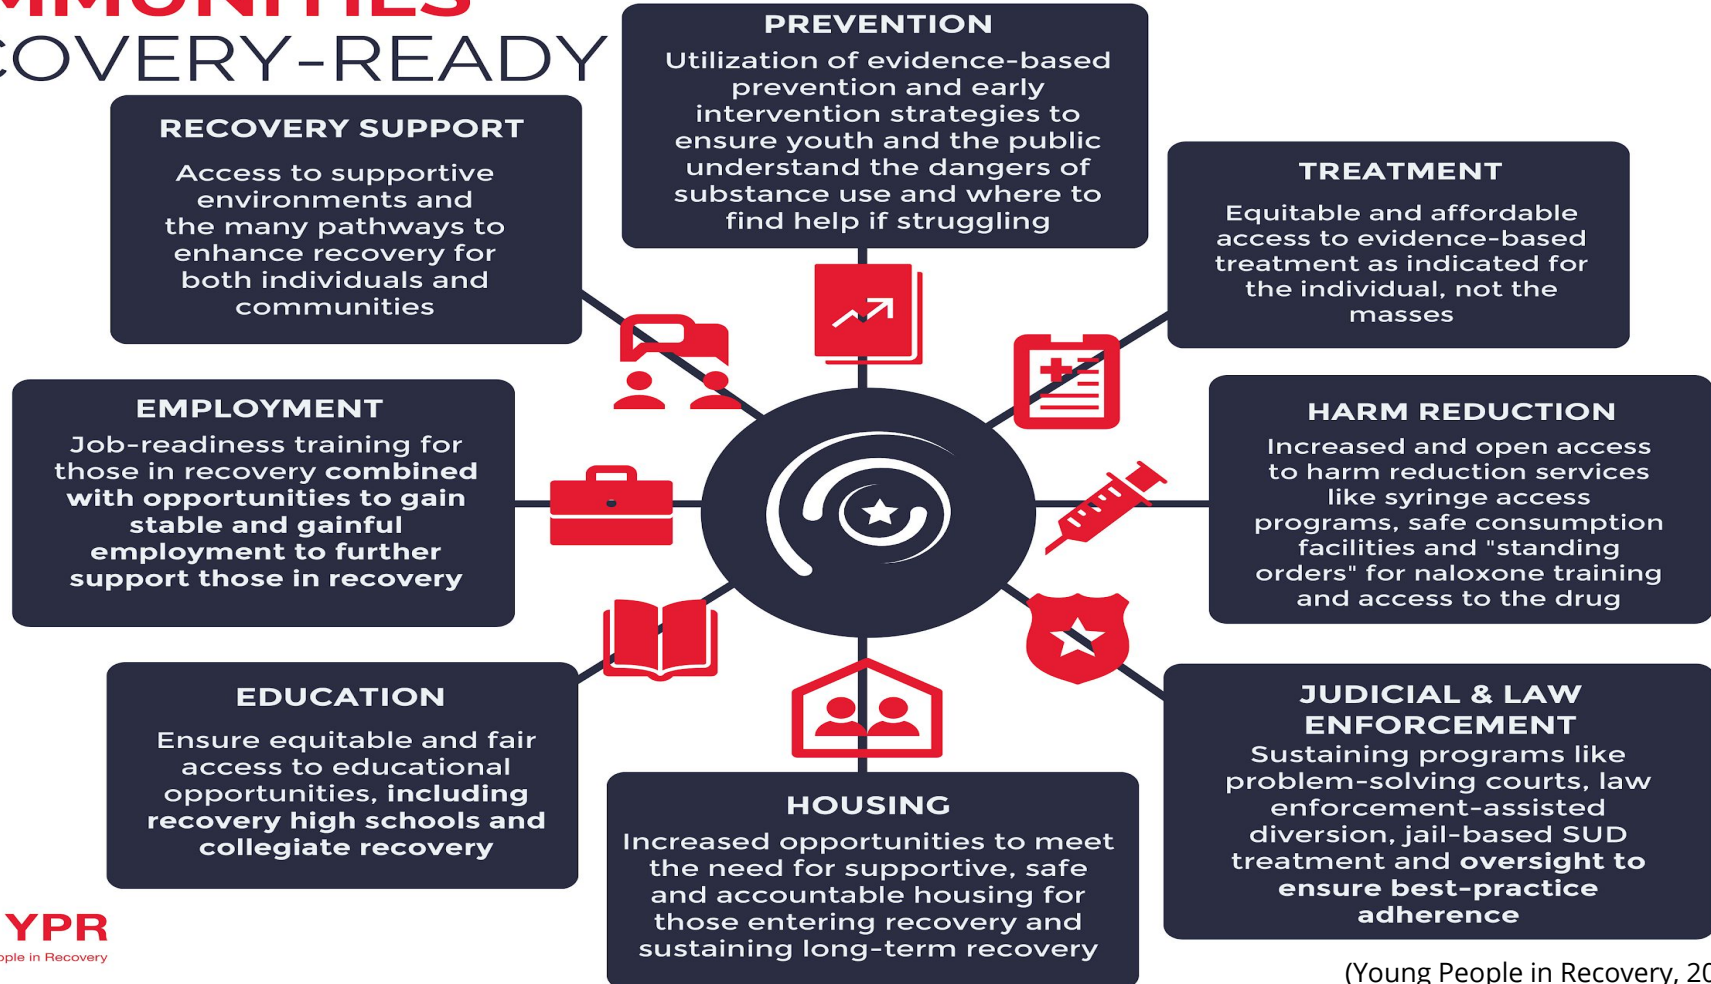 MMUNITIES
COVERY-READY
PREVENTION
Utilization of evidence-based
prevention and early
intervention strategies to
ensure youth and the public
understand the dangers of
substance use and where to
find help if struggling
RECOVERY SUPPORT
Access to supportive
environments and
the many pathways to
enhance recovery for
both individuals and
communities
TREATMENT
Equitable and affordable
access to evidence-based
treatment as indicated for
the individual, not the
masses
EMPLOYMENT
Job-readiness training for
those in recovery combined
with opportunities to gain
stable and gainful
employment to further
support those in recovery
HARM REDUCTION
Increased and open access
to harm reduction services
like syringe access
programs, safe consumption
facilities and "standing
orders" for naloxone training
and access to the drug
EDUCATION
Ensure equitable and fair
access to educational
opportunities, including
recovery high schools and
collegiate recovery
HOUSING
Increased opportunities to meet
the need for supportive, safe
and accountable housing for
those entering recovery and
sustaining long-term recovery
JUDICIAL & LAW
ENFORCEMENT
Sustaining programs like
problem-solving courts, law
enforcement-assisted
diversion, jail-based SUD
treatment and oversight to
ensure best-practice
adherence
YPR
ople in Recovery
(Young People in Recovery, 20